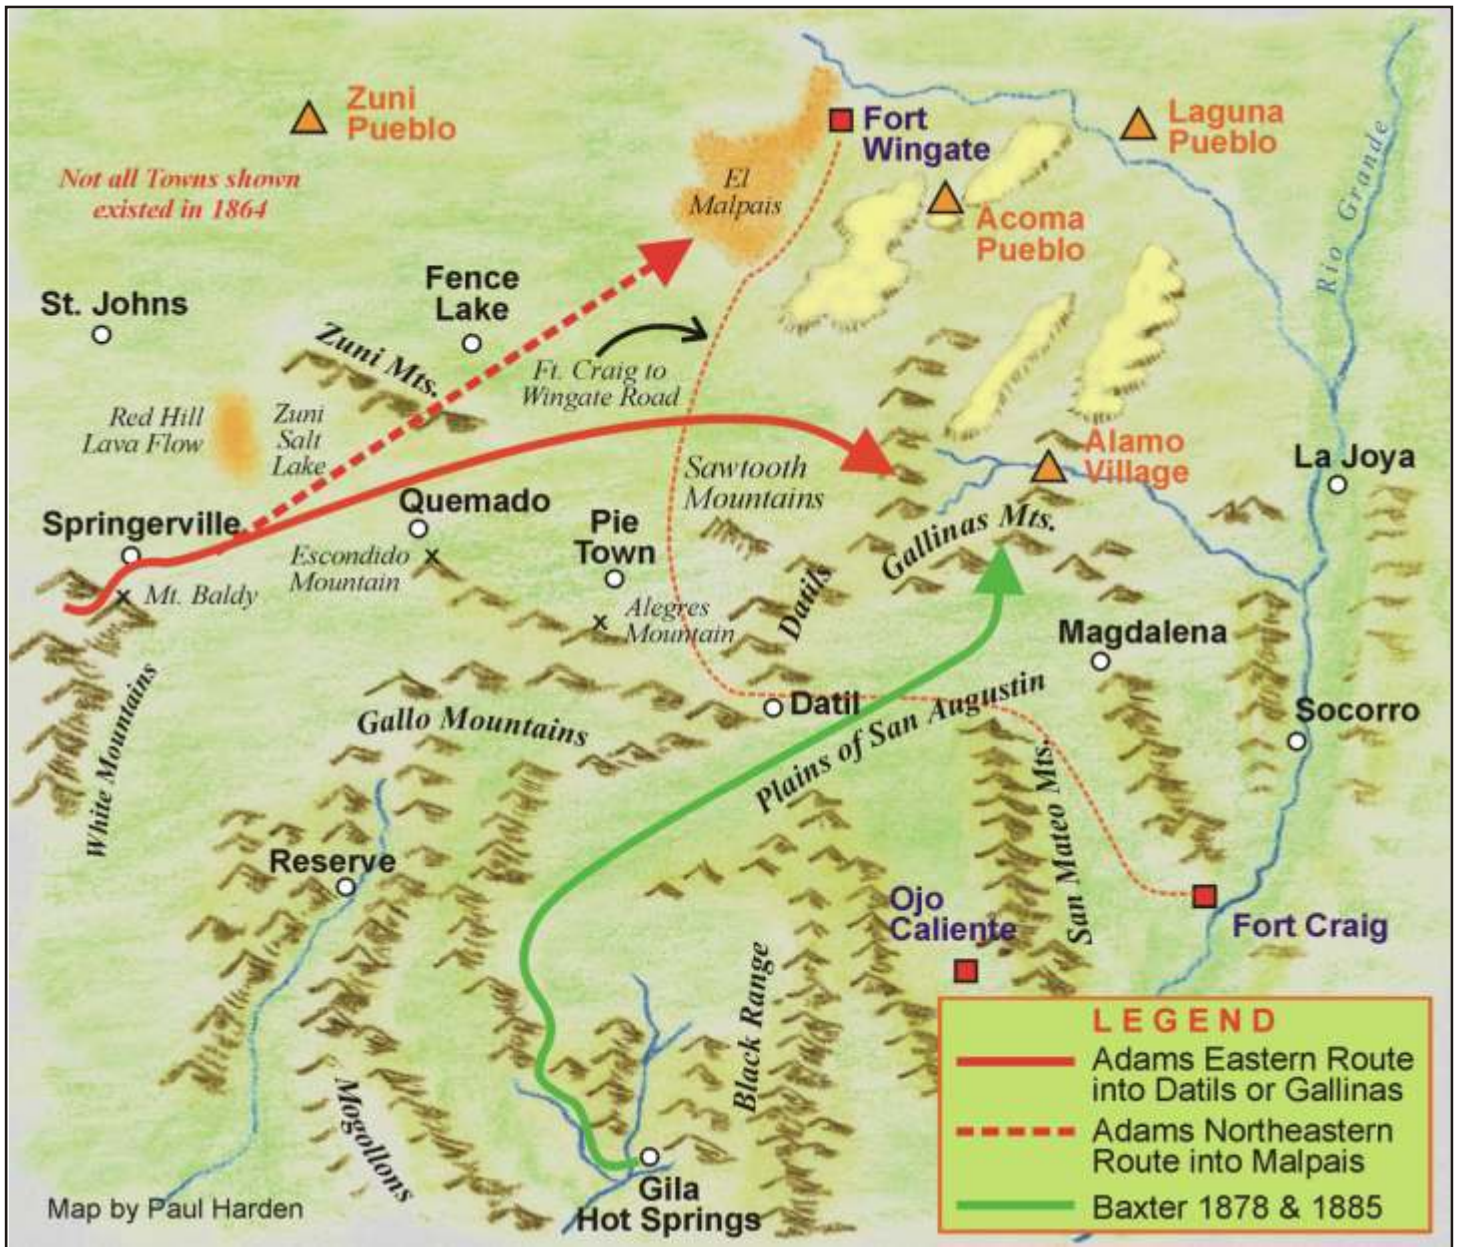 Zuni
Pueblo
Fort
Wingate
Laguna
Pueblo
Not all Towns shown
existed in 1864
El
Malpais
Acoma
Pueblo
Rio Grande
St. Johns
Fence
Lake
Zuni Mts.
Ft. Craig to
Wingate Road
Red Hill
Lava Flow
Zuni
Salt
Lake
Sawtooth
Mountains
Alamo
Village
La Joya
Springerville
Quemado
Pie
Town
Gallinas Mts.
Escondido
Mountain
Mt. Baldy
Alegres
Mountain
Datils
Magdalena
White Mountains
Gallo Mountains
Datil
Plains of San Augustin
Socorro
San Mateo Mts.
Reserve
Ojo
Caliente
Fort Craig
Black Range
Mogollons
Gila
Hot Springs
Map by Paul Harden
LEGEND
Adams Eastern Route
into Datils or Gallinas
Adams Northeastern
Route into Malpais
Baxter 1878 & 1885